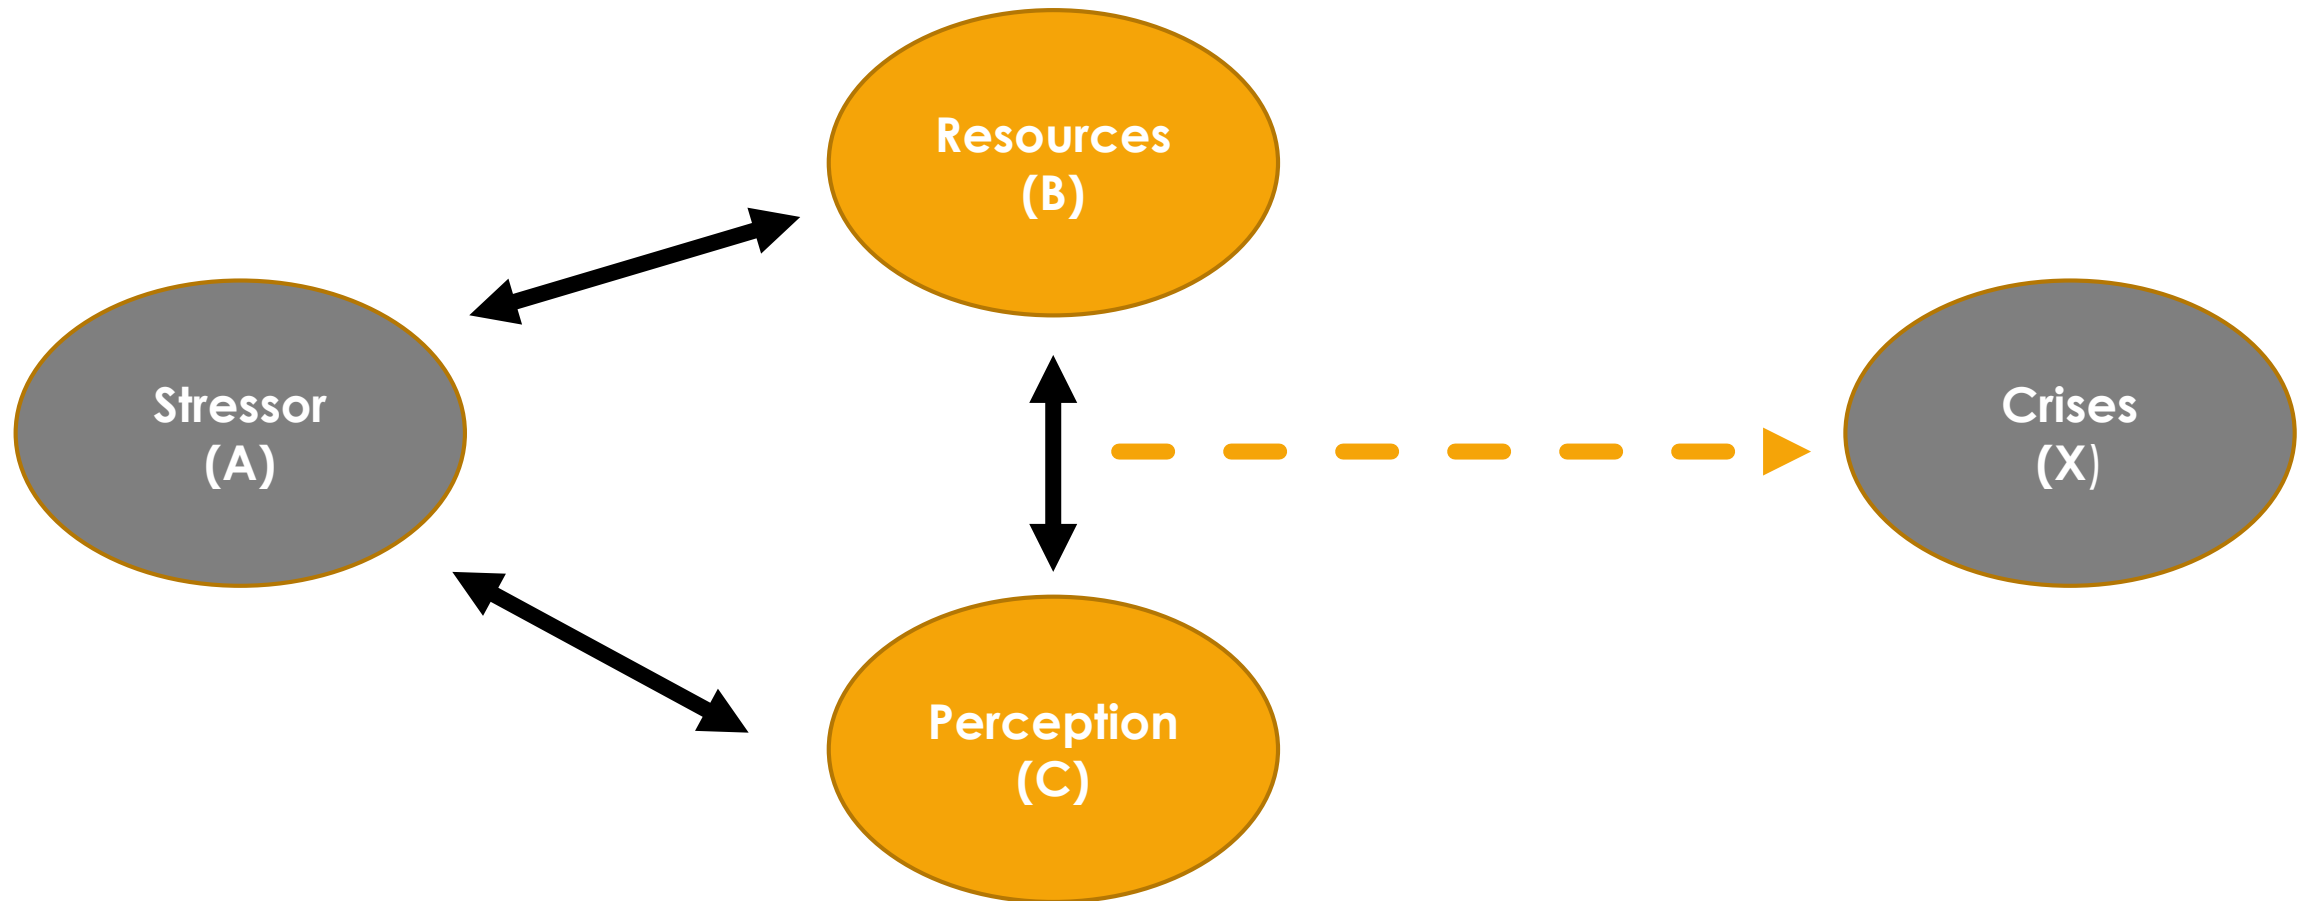 Resources
(B)
Stressor
(A)
Crises
(X)
Perception
(C)